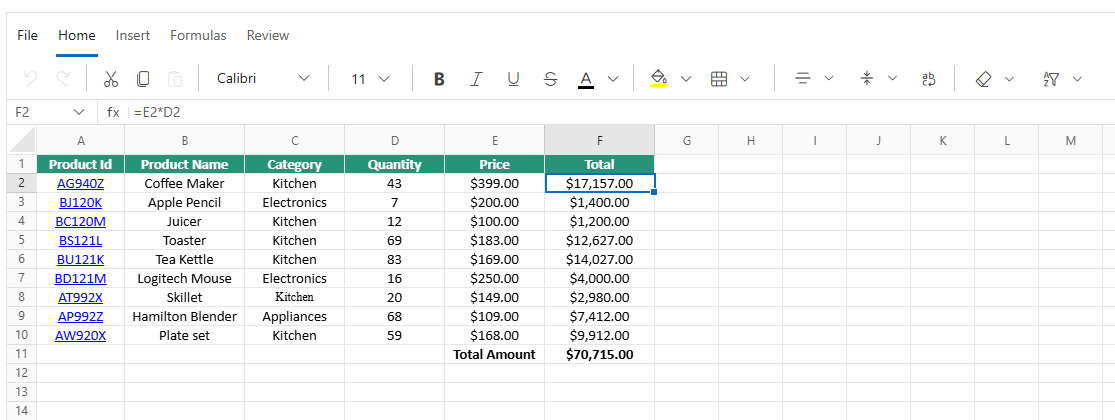 File Home Insert Formulas Review
Calibri 11 B I U S A ab
F2 fx =E2*D2
A B C D E F G H I J K L M
1 Product Id Product Name Category Quantity Price Total
2 AG940Z Coffee Maker Kitchen 43 $399.00 $17,157.00
3 BJ120K Apple Pencil Electronics 7 $200.00 $1,400.00
4 BC120M Juicer Kitchen 12 $100.00 $1,200.00
5 BS121L Toaster Kitchen 69 $183.00 $12,627.00
6 BU121K Tea Kettle Kitchen 83 $169.00 $14,027.00
7 BD121M Logitech Mouse Electronics 16 $250.00 $4,000.00
8 AT992X Skillet Kitchen 20 $149.00 $2,980.00
9 AP992Z Hamilton Blender Appliances 68 $109.00 $7,412.00
10 AW920X Plate set Kitchen 59 $168.00 $9,912.00
11 Total Amount $70,715.00
12
13
14